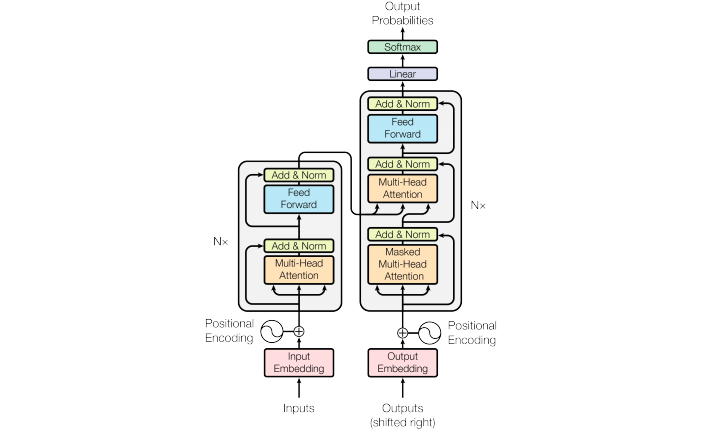 Output
Probabilities
Softmax
Linear
Add & Norm
Feed
Forward
Add & Norm
Multi-Head
Attention
Add & Norm
Masked
Multi-Head
Attention
Nx
Add & Norm
Feed
Forward
Nx
Add & Norm
Multi-Head
Attention
Positional
Encoding
Positional
Encoding
Input
Embedding
Output
Embedding
Inputs
Outputs
(shifted right)